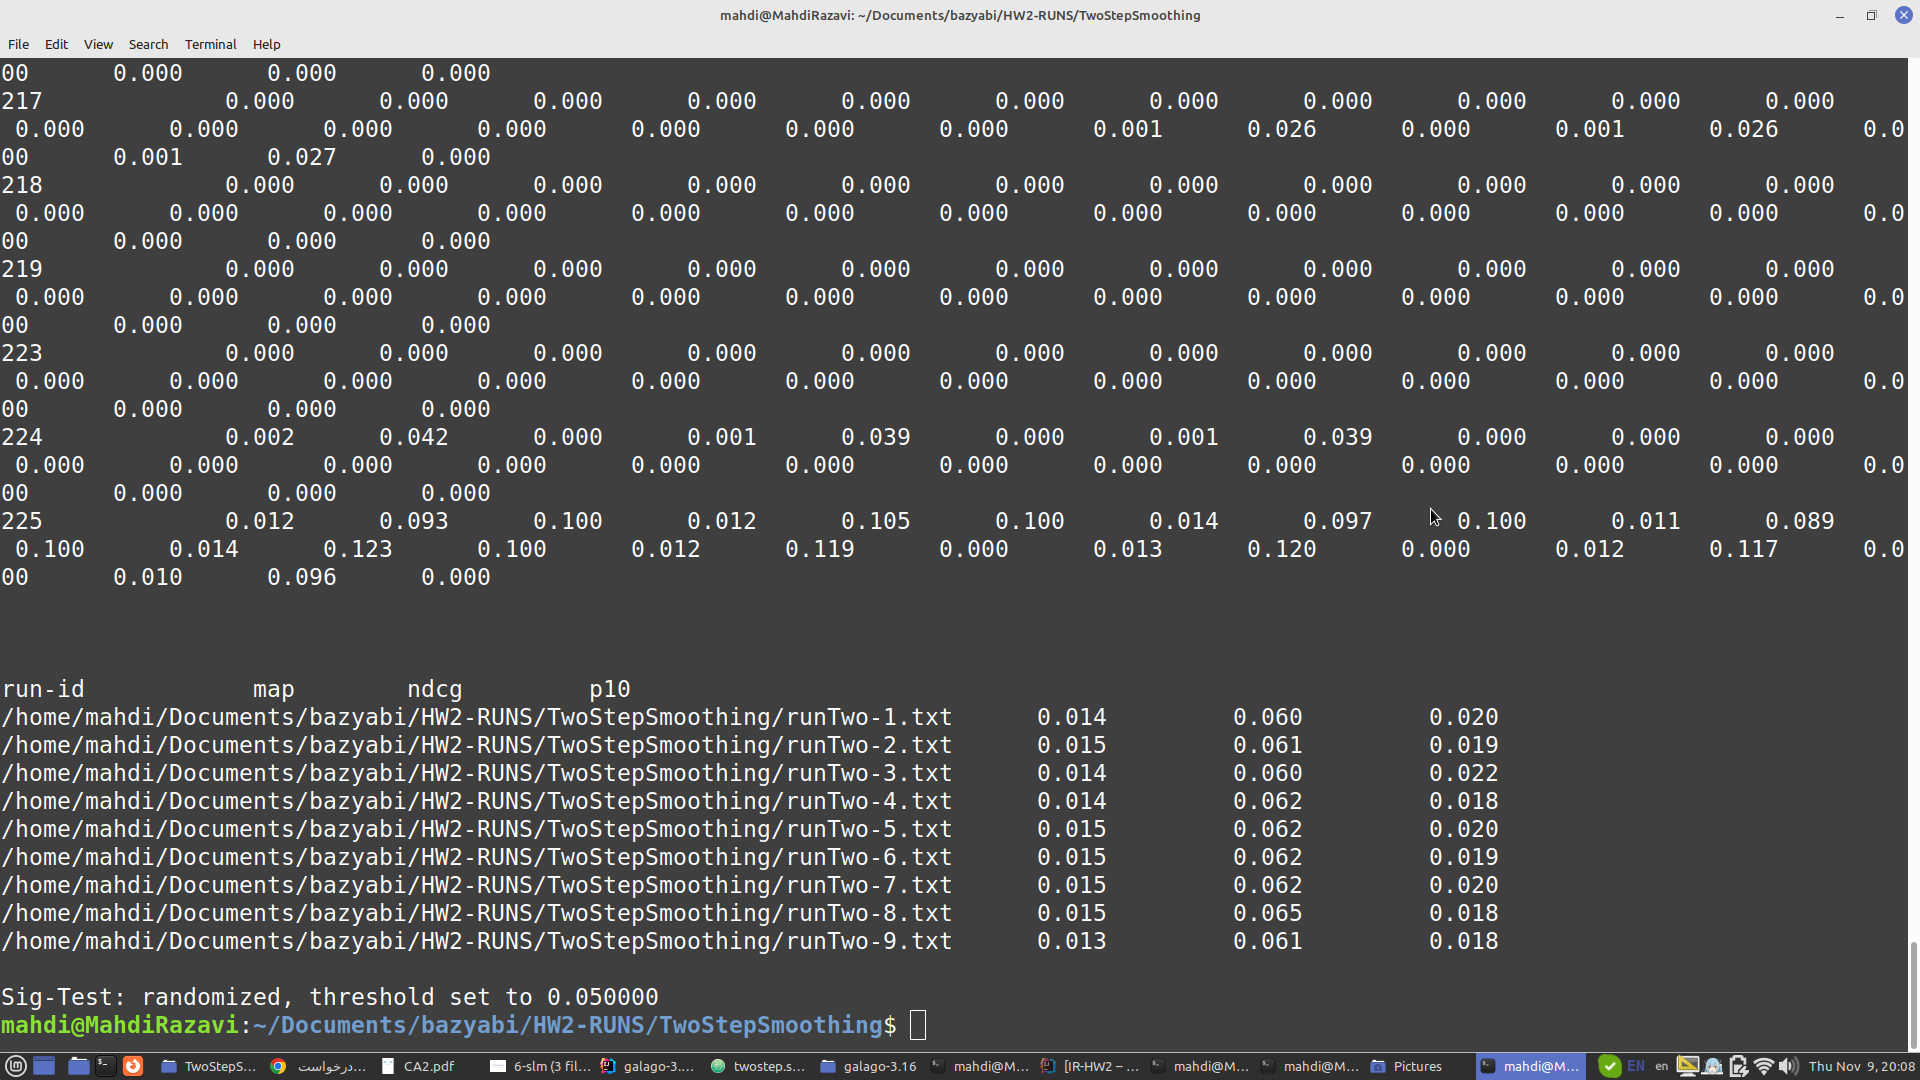 mahdi@MahdiRazavi: ~/Documents/bazyabi/HW2-RUNS/TwoStepSmoothing
File Edit View Search Terminal Help
00 0.000 0.000 0.000
217 0.000 0.000 0.000 0.000 0.000 0.000 0.000 0.000 0.000 0.000 0.000
0.000 0.000 0.000 0.000 0.000 0.000 0.000 0.001 0.026 0.000 0.001 0.026 0.0
00 0.001 0.027 0.000
218 0.000 0.000 0.000 0.000 0.000 0.000 0.000 0.000 0.000 0.000 0.000
0.000 0.000 0.000 0.000 0.000 0.000 0.000 0.000 0.000 0.000 0.000 0.000 0.0
00 0.000 0.000 0.000
219 0.000 0.000 0.000 0.000 0.000 0.000 0.000 0.000 0.000 0.000 0.000
0.000 0.000 0.000 0.000 0.000 0.000 0.000 0.000 0.000 0.000 0.000 0.000 0.0
00 0.000 0.000 0.000
223 0.000 0.000 0.000 0.000 0.000 0.000 0.000 0.000 0.000 0.000 0.000
0.000 0.000 0.000 0.000 0.000 0.000 0.000 0.000 0.000 0.000 0.000 0.000 0.0
00 0.000 0.000 0.000
224 0.002 0.042 0.000 0.001 0.039 0.000 0.001 0.039 0.000 0.000 0.000
0.000 0.000 0.000 0.000 0.000 0.000 0.000 0.000 0.000 0.000 0.000 0.000 0.0
00 0.000 0.000 0.000
225 0.012 0.093 0.100 0.012 0.105 0.100 0.014 0.097 0.100 0.011 0.089
0.100 0.014 0.123 0.100 0.012 0.119 0.000 0.013 0.120 0.000 0.012 0.117 0.0
00 0.010 0.096 0.000
run-id map ndcg p10
/home/mahdi/Documents/bazyabi/HW2-RUNS/TwoStepSmoothing/runTwo-1.txt 0.014 0.060 0.020
/home/mahdi/Documents/bazyabi/HW2-RUNS/TwoStepSmoothing/runTwo-2.txt 0.015 0.061 0.019
/home/mahdi/Documents/bazyabi/HW2-RUNS/TwoStepSmoothing/runTwo-3.txt 0.014 0.060 0.022
/home/mahdi/Documents/bazyabi/HW2-RUNS/TwoStepSmoothing/runTwo-4.txt 0.014 0.062 0.018
/home/mahdi/Documents/bazyabi/HW2-RUNS/TwoStepSmoothing/runTwo-5.txt 0.015 0.062 0.020
/home/mahdi/Documents/bazyabi/HW2-RUNS/TwoStepSmoothing/runTwo-6.txt 0.015 0.062 0.019
/home/mahdi/Documents/bazyabi/HW2-RUNS/TwoStepSmoothing/runTwo-7.txt 0.015 0.062 0.020
/home/mahdi/Documents/bazyabi/HW2-RUNS/TwoStepSmoothing/runTwo-8.txt 0.015 0.065 0.018
/home/mahdi/Documents/bazyabi/HW2-RUNS/TwoStepSmoothing/runTwo-9.txt 0.013 0.061 0.018
Sig-Test: randomized, threshold set to 0.050000
mahdi@MahdiRazavi:~/Documents/bazyabi/HW2-RUNS/TwoStepSmoothing$
TwoStepS... درخواست... CA2.pdf 6-slm (3 fil... galago-3.... twostep.s... galago-3.16 mahdi@M... [IR-HW2 – ... mahdi@M... mahdi@M... Pictures mahdi@M... EN en Thu Nov 9, 20:08